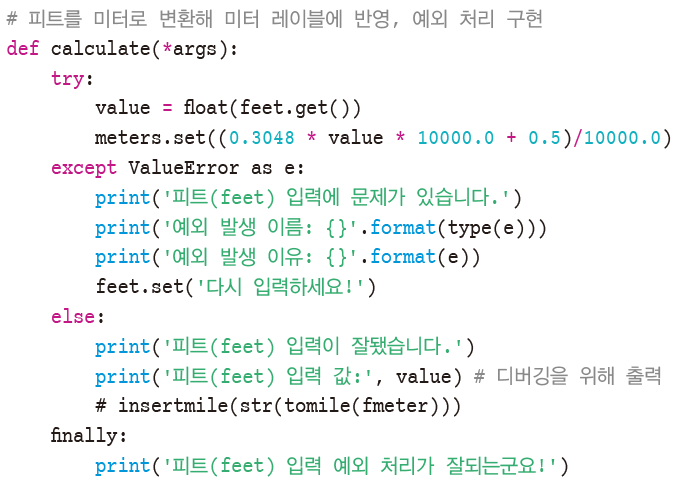 # 피트를 미터로 변환해 미터 레이블에 반영, 예외 처리 구현
def calculate(*args):
    try:
        value = float(feet.get())
        meters.set((0.3048 * value * 10000.0 + 0.5)/10000.0)
    except ValueError as e:
        print('피트(feet) 입력에 문제가 있습니다.')
        print('예외 발생 이름: {}'.format(type(e)))
        print('예외 발생 이유: {}'.format(e))
        feet.set('다시 입력하세요!')
    else:
        print('피트(feet) 입력이 잘됐습니다.')
        print('피트(feet) 입력 값:', value) # 디버깅을 위해 출력
        # insertmile(str(tomile(fmeter)))
    finally:
        print('피트(feet) 입력 예외 처리가 잘되는군요!')